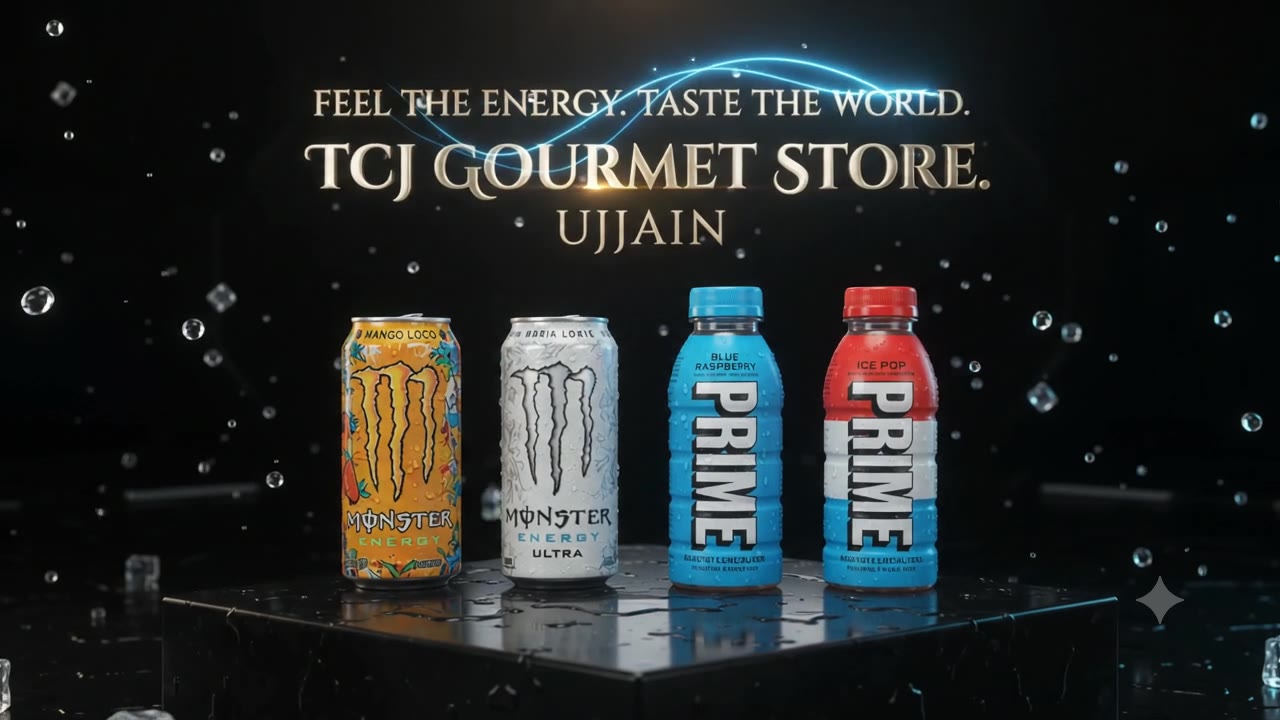 FEEL THE ENERGY. TASTE THE WORLD.
TCJ GOURMET STORE.
UJJAIN
MANGO LOCO
MONSTER
ENERGY
MONSTER
ENERGY
ULTRA
BLUE
RASPBERRY
PRIME
ICE POP
PRIME